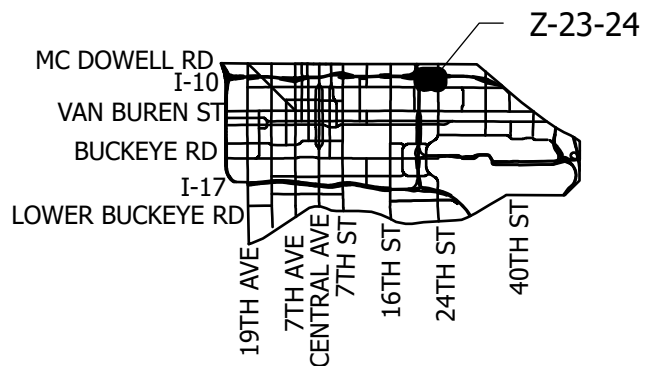 Z-23-24
MC DOWELL RD
I-10
VAN BUREN ST
BUCKEYE RD
I-17
LOWER BUCKEYE RD
19TH AVE
7TH AVE
CENTRAL AVE
7TH ST
16TH ST
24TH ST
40TH ST